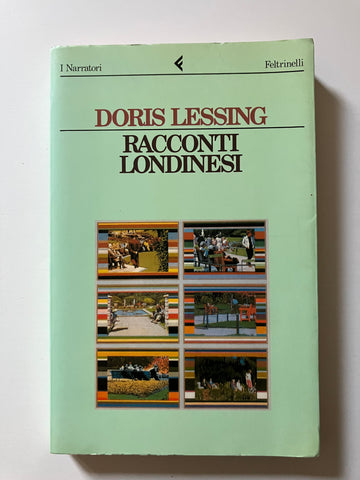 I Narratori
Feltrinelli
DORIS LESSING
RACCONTI
LONDINESI